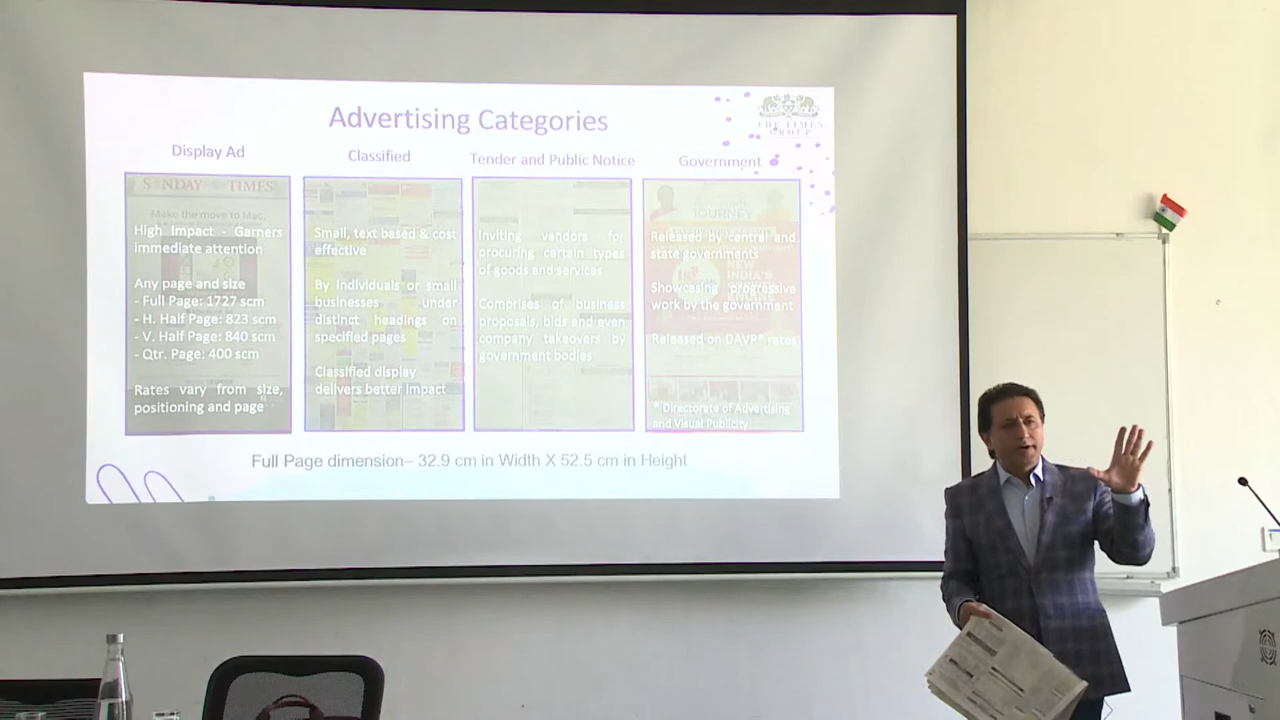 Advertising Categories
THE TIMES
GROUP
Display Ad
SUNDAY TIMES
Make the move to Mac,
High Impact - Garners
immediate attention
Any page and size
- Full Page: 1727 scm
- H. Half Page: 823 scm
- V. Half Page: 840 scm
- Qtr. Page: 400 scm
Rates vary from size,
positioning and page
Classified
Small, text based & cost
effective
By individuals or small
businesses under
distinct headings on
specified pages
Classified display
delivers better impact
Tender and Public Notice
Inviting vendors for
procuring certain types
of goods and services
Comprises of business
proposals, bids and even
company takeovers by
government bodies
Government
JOURNEY
NEW
INDIA'S
Released by central and
state governments
Showcasing progressive
work by the government
Released on DAVP* rates
* Directorate of Advertising
and Visual Publicity
Full Page dimension– 32.9 cm in Width X 52.5 cm in Height